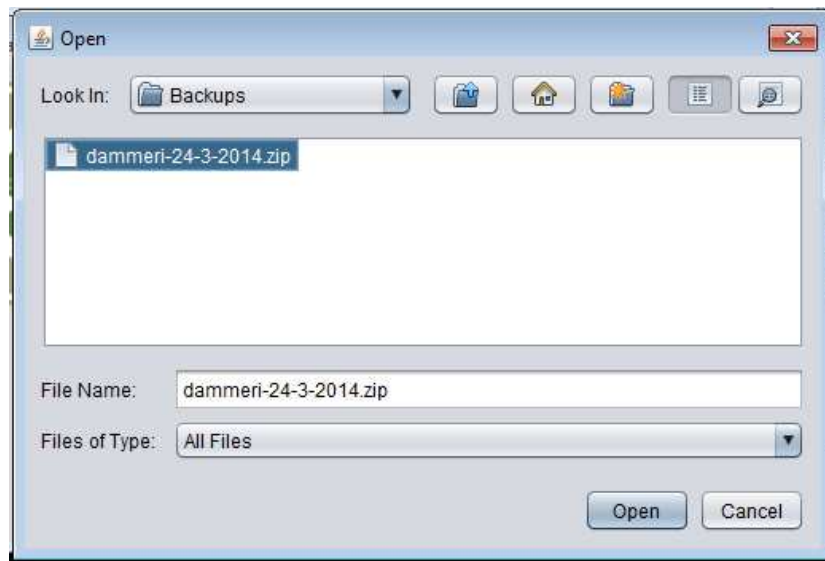 Open
Look In: Backups
dammeri-24-3-2014.zip
File Name: dammeri-24-3-2014.zip
Files of Type: All Files
Open Cancel